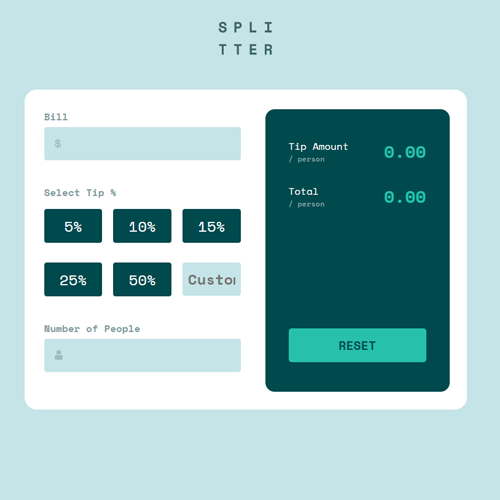 SPLI
TTER
Bill
$
Select Tip %
5%
10%
15%
25%
50%
Custom
Number of People
Tip Amount
/ person
0.00
Total
/ person
0.00
RESET